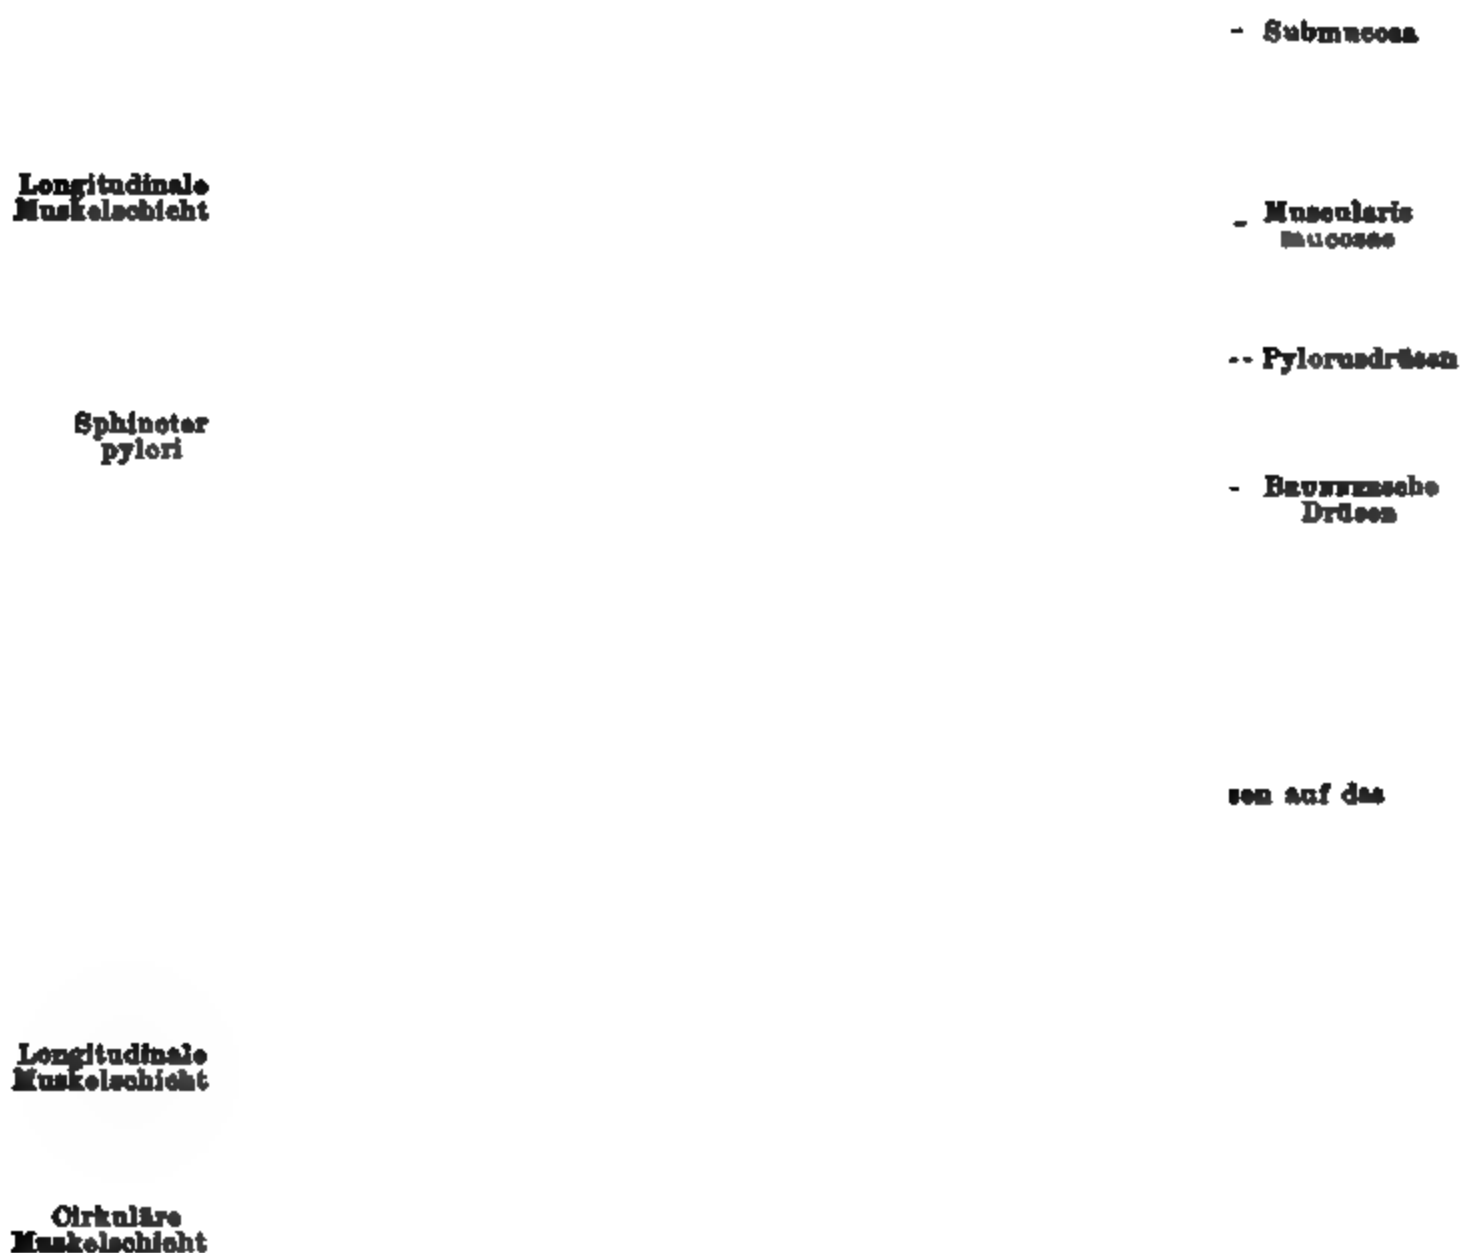 - Submucosa
Longitudinale
Muskelschicht
- Muscularis
mucosae
-- Pylorusdrüsen
Sphincter
pylori
- Brunnersche
Drüsen
sen auf das
Longitudinale
Muskelschicht
Cirkuläre
Muskelschicht